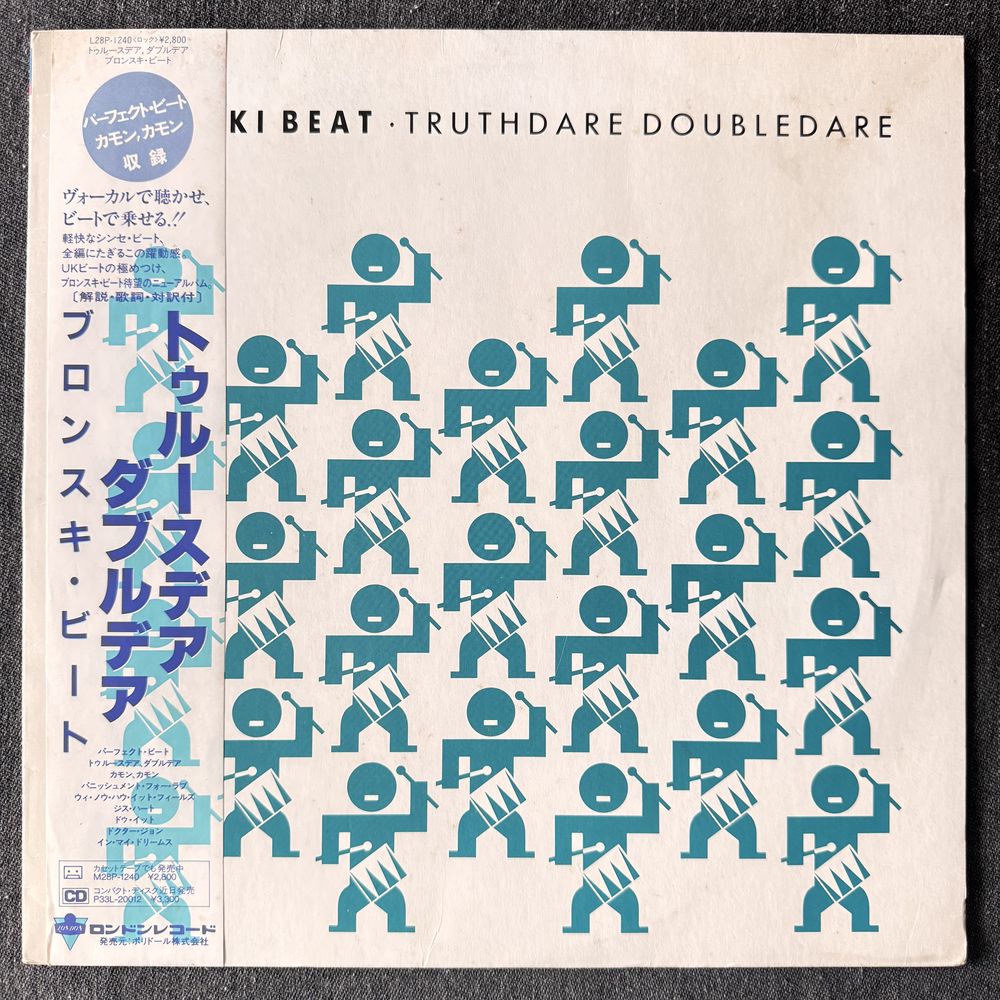 L28P-1240〈ロック〉¥2,800
トゥルースデア, ダブルデア
ブロンスキ・ビート
パーフェクト・ビート
カモン, カモン
収録
KI BEAT · TRUTHDARE DOUBLEDARE
ヴォーカルで聴かせ、
ビートで乗せる!!
軽快なシンセ・ビート、
全編にたぎるこの躍動感。
UKビートの極めつけ、
ブロンスキ・ビート待望のニューアルバム。
〔解説・歌詞・対訳付〕
トゥルースデア
ダブルデア
ブロンスキ・ビート
パーフェクト・ビート
トゥルースデア, ダブルデア
カモン, カモン
パニッシュメント・フォー・ラブ
ウィ・ノウ・ハウ・イット・フィールズ
ジス・ハート
ドゥ・イット
ドクター・ジョン
イン・マイ・ドリームス
カセットテープでも発売中
M28P-1240 ¥2,800
CD
コンパクト・ディスク近日発売
P33L-20012 ¥3,300
LONDON
ロンドンレコード
発売元：ポリドール株式会社